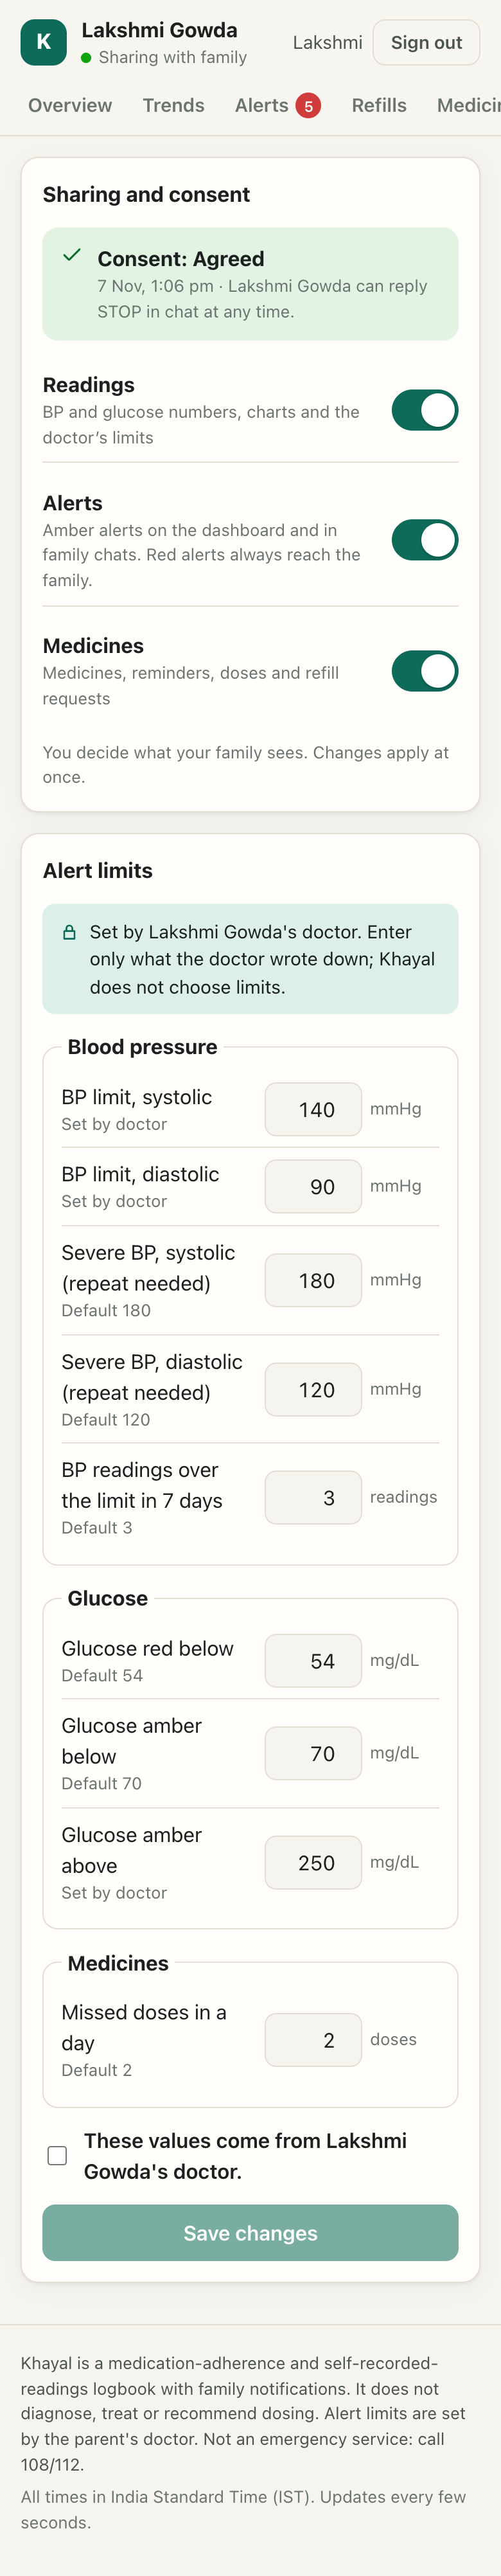 K
Lakshmi Gowda
Sharing with family
Lakshmi
Sign out
Overview
Trends
Alerts 5
Refills
Medicin
Sharing and consent
Consent: Agreed
7 Nov, 1:06 pm · Lakshmi Gowda can reply
STOP in chat at any time.
Readings
BP and glucose numbers, charts and the
doctor’s limits
Alerts
Amber alerts on the dashboard and in
family chats. Red alerts always reach the
family.
Medicines
Medicines, reminders, doses and refill
requests
You decide what your family sees. Changes apply at
once.
Alert limits
Set by Lakshmi Gowda's doctor. Enter
only what the doctor wrote down; Khayal
does not choose limits.
Blood pressure
BP limit, systolic
Set by doctor
140 mmHg
BP limit, diastolic
Set by doctor
90 mmHg
Severe BP, systolic
(repeat needed)
Default 180
180 mmHg
Severe BP, diastolic
(repeat needed)
Default 120
120 mmHg
BP readings over
the limit in 7 days
Default 3
3 readings
Glucose
Glucose red below
Default 54
54 mg/dL
Glucose amber
below
Default 70
70 mg/dL
Glucose amber
above
Set by doctor
250 mg/dL
Medicines
Missed doses in a
day
Default 2
2 doses
These values come from Lakshmi
Gowda's doctor.
Save changes
Khayal is a medication-adherence and self-recorded-
readings logbook with family notifications. It does not
diagnose, treat or recommend dosing. Alert limits are set
by the parent's doctor. Not an emergency service: call
108/112.
All times in India Standard Time (IST). Updates every few
seconds.